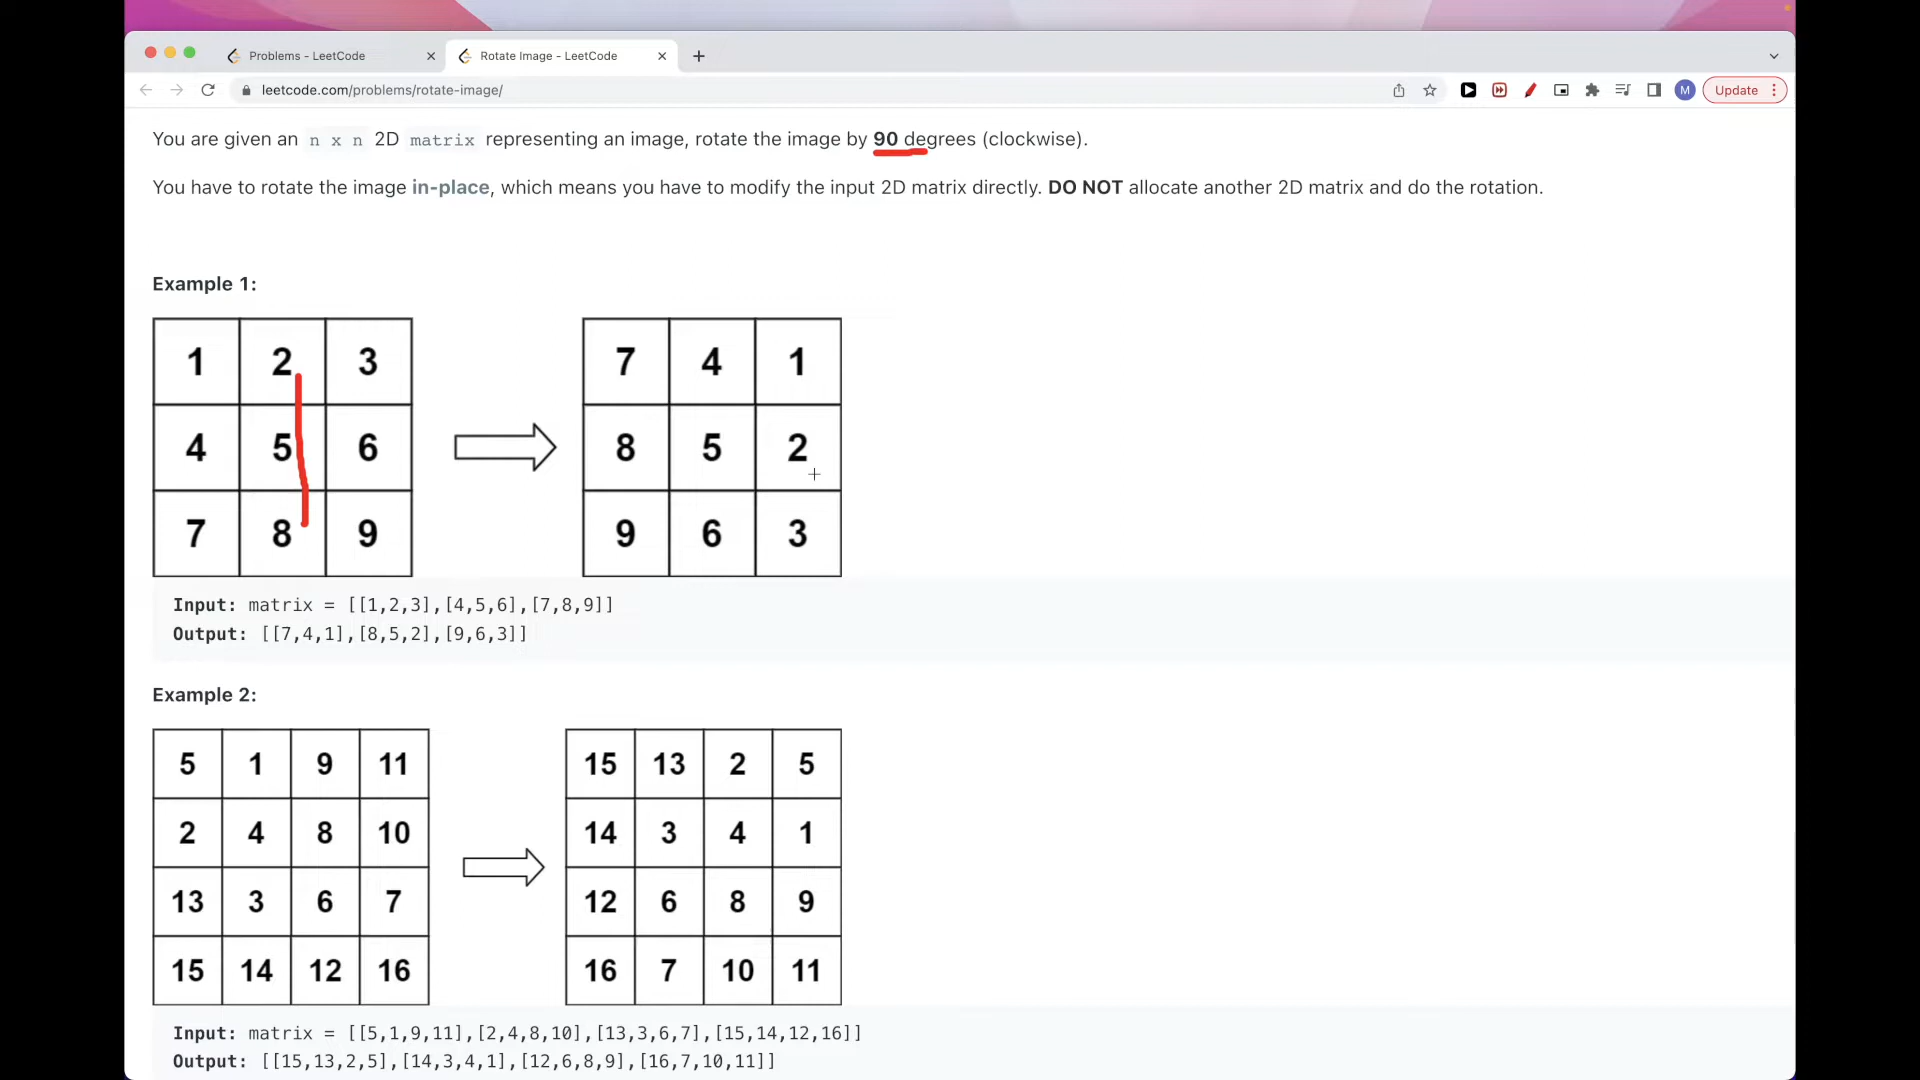 Problems - LeetCode
Rotate Image - LeetCode
leetcode.com/problems/rotate-image/
M
Update
You are given an n x n 2D matrix representing an image, rotate the image by 90 degrees (clockwise).
You have to rotate the image in-place, which means you have to modify the input 2D matrix directly. DO NOT allocate another 2D matrix and do the rotation.
Example 1:
1 2 3 7 4 1
4 5 6 8 5 2
7 8 9 9 6 3
Input: matrix = [[1,2,3],[4,5,6],[7,8,9]]
Output: [[7,4,1],[8,5,2],[9,6,3]]
Example 2:
5 1 9 11 15 13 2 5
2 4 8 10 14 3 4 1
13 3 6 7 12 6 8 9
15 14 12 16 16 7 10 11
Input: matrix = [[5,1,9,11],[2,4,8,10],[13,3,6,7],[15,14,12,16]]
Output: [[15,13,2,5],[14,3,4,1],[12,6,8,9],[16,7,10,11]]